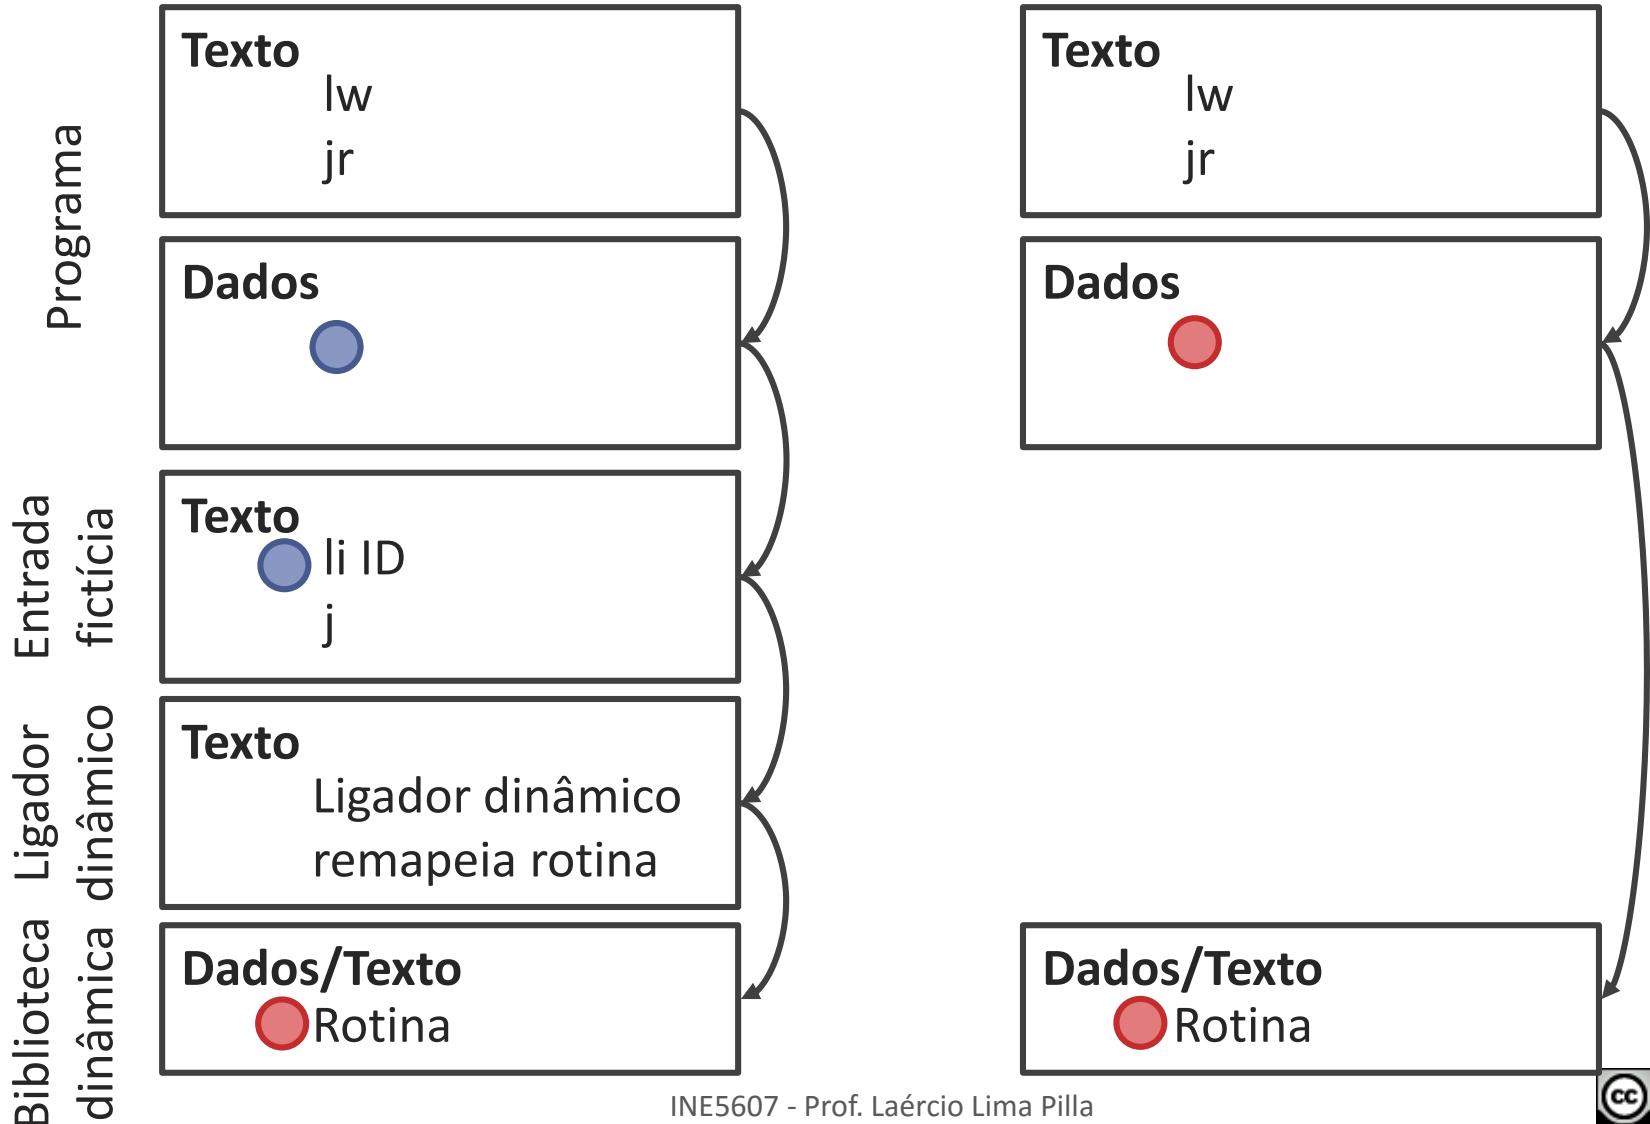 Programa
Texto
lw
jr
Dados
Entrada
fictícia
Texto
li ID
j
Ligador
dinâmico
Texto
Ligador dinâmico
remapeia rotina
Biblioteca
dinâmica
Dados/Texto
Rotina
Texto
lw
jr
Dados
Dados/Texto
Rotina
INE5607 - Prof. Laércio Lima Pilla
cc